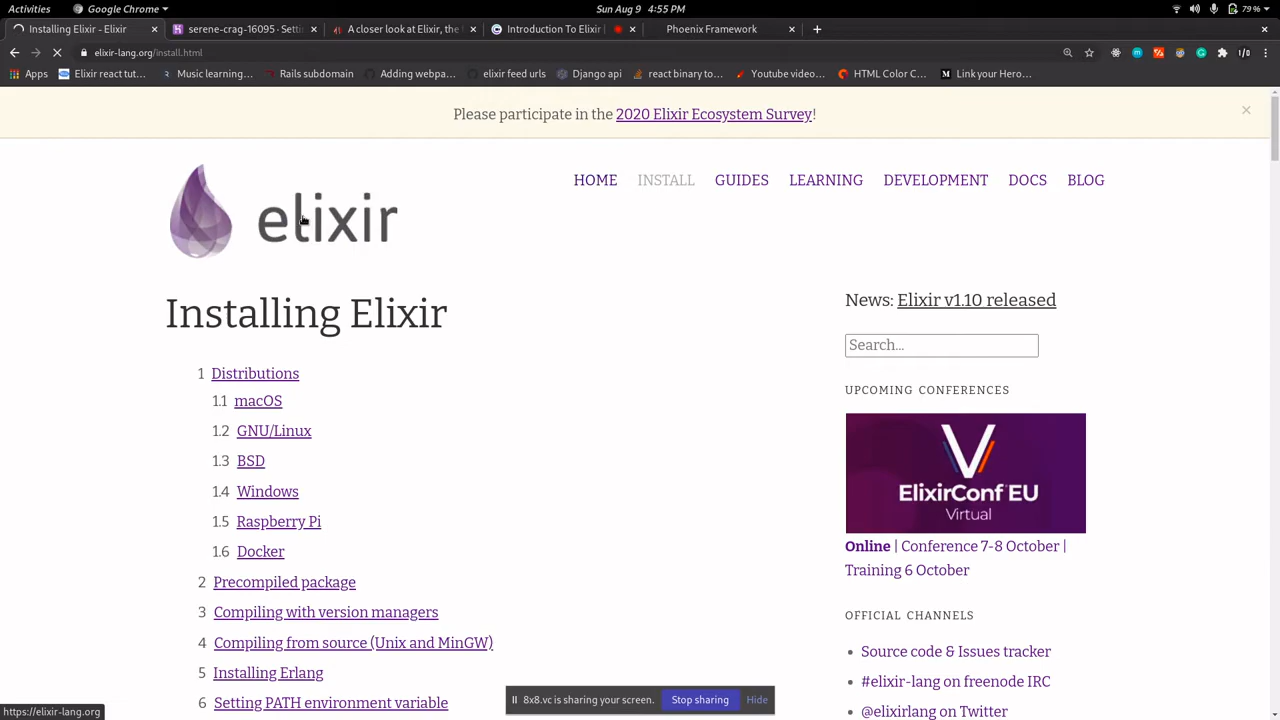 Activities
Google Chrome
Sun Aug 9 4:55 PM
79 %
Installing Elixir - Elixir
serene-crag-16095 · Setti
A closer look at Elixir, the
Introduction To Elixir
Phoenix Framework
elixir-lang.org/install.html
Apps
Elixir react tut...
Music learning...
Rails subdomain
Adding webpa...
elixir feed urls
Django api
react binary to...
Youtube video...
HTML Color C...
Link your Hero...
Please participate in the 2020 Elixir Ecosystem Survey!
×
elixir
HOME INSTALL GUIDES LEARNING DEVELOPMENT DOCS BLOG
Installing Elixir
1 Distributions
1.1 macOS
1.2 GNU/Linux
1.3 BSD
1.4 Windows
1.5 Raspberry Pi
1.6 Docker
2 Precompiled package
3 Compiling with version managers
4 Compiling from source (Unix and MinGW)
5 Installing Erlang
6 Setting PATH environment variable
News: Elixir v1.10 released
Search...
UPCOMING CONFERENCES
ElixirConf EU
Virtual
Online | Conference 7-8 October |
Training 6 October
OFFICIAL CHANNELS
• Source code & Issues tracker
• #elixir-lang on freenode IRC
• @elixirlang on Twitter
8x8.vc is sharing your screen.
Stop sharing
Hide
https://elixir-lang.org